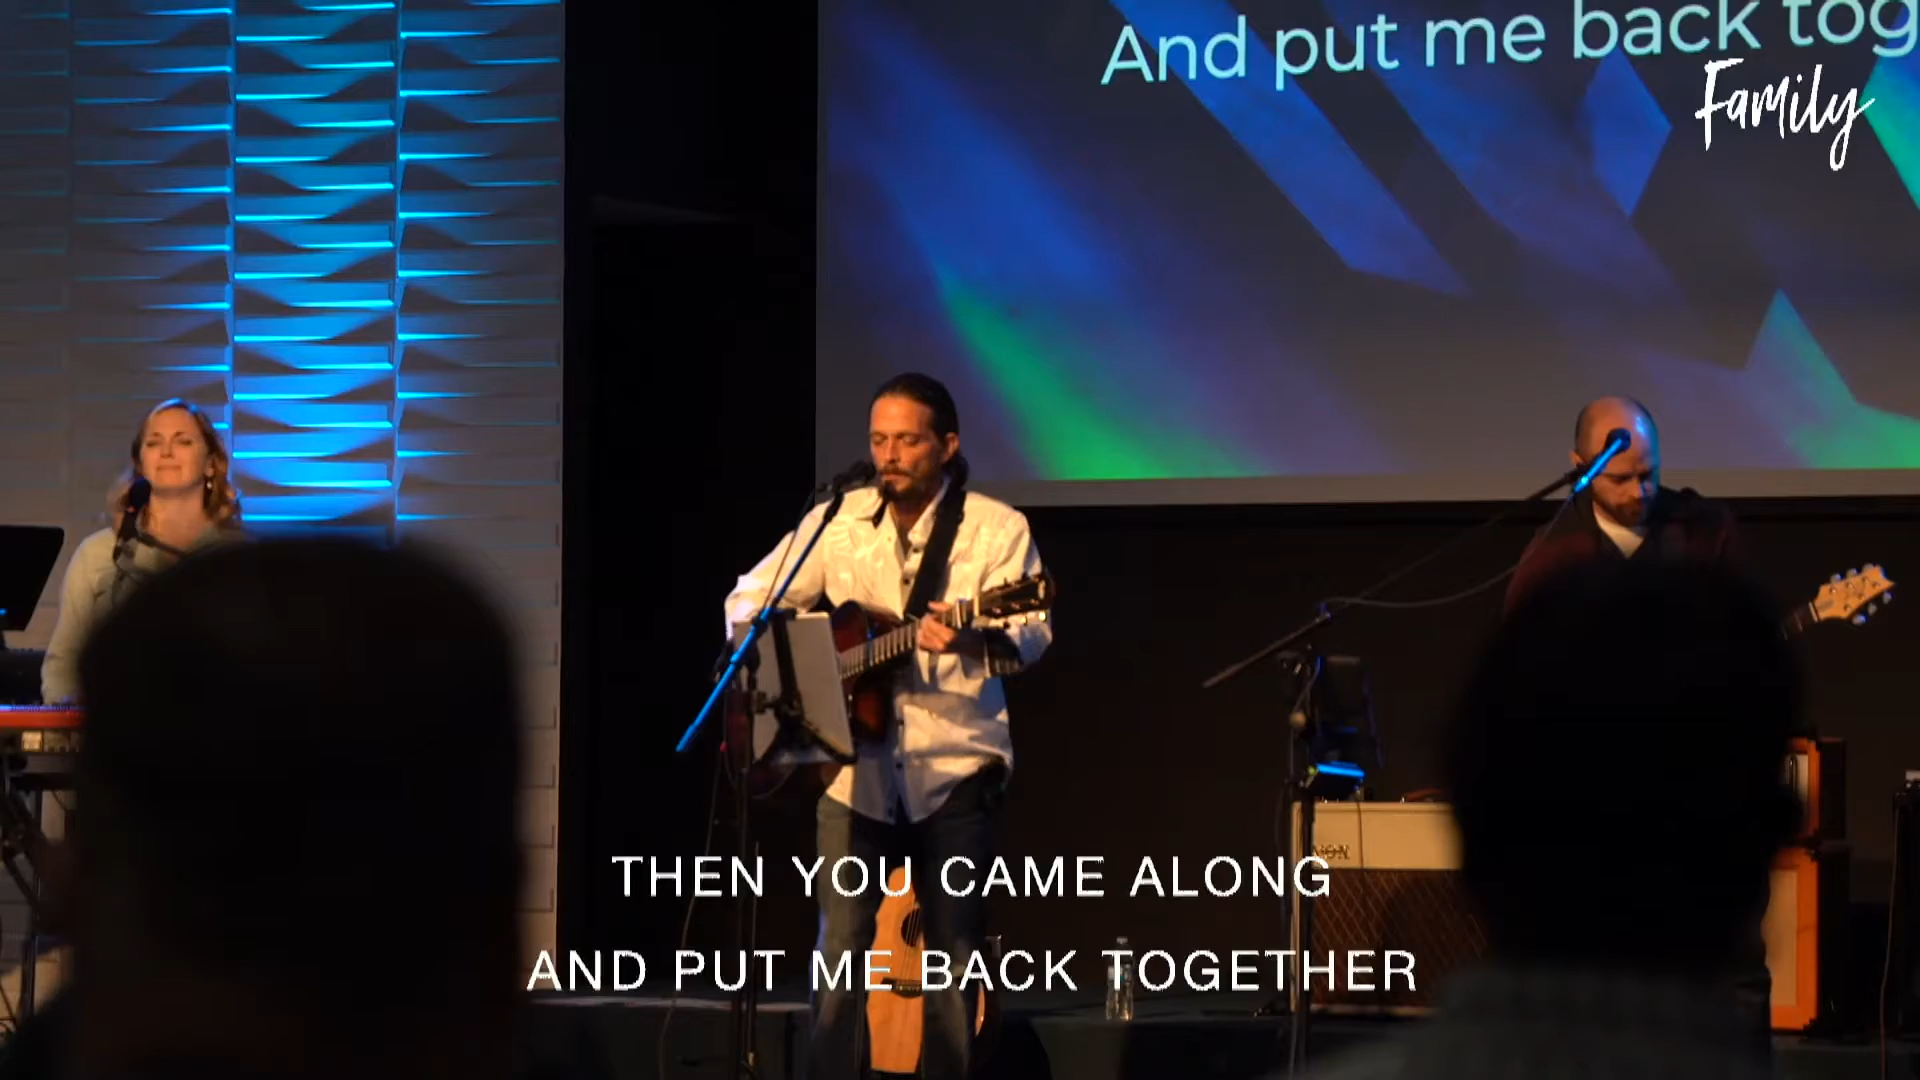 And put me back tog
Family
THEN YOU CAME ALONG
AND PUT ME BACK TOGETHER